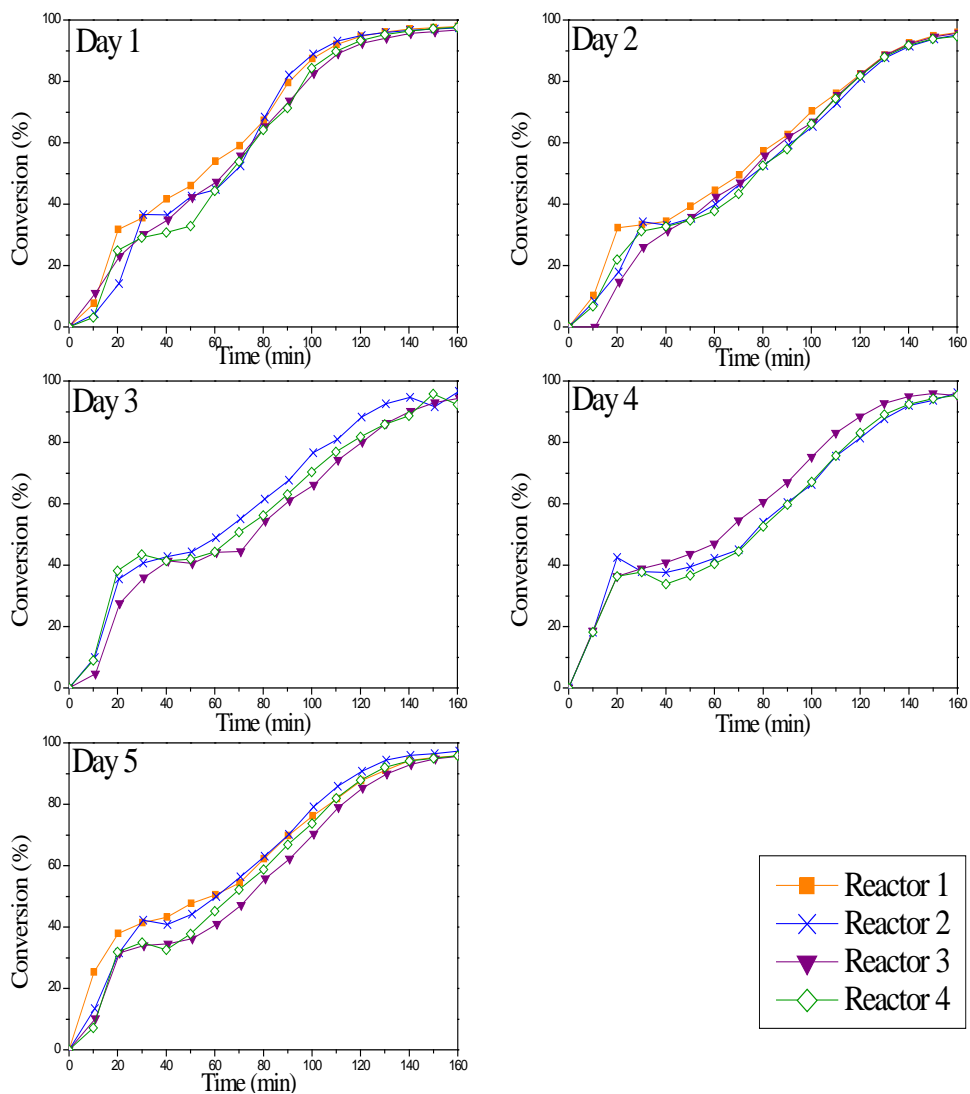 Day 1
Conversion (%)
100
80
60
40
20
0
0 20 40 60 80 100 120 140 160
Time (min)
Day 2
Conversion (%)
100
80
60
40
20
0
0 20 40 60 80 100 120 140 160
Time (min)
Day 3
Conversion (%)
100
80
60
40
20
0
0 20 40 60 80 100 120 140 160
Time (min)
Day 4
Conversion (%)
100
80
60
40
20
0
0 20 40 60 80 100 120 140 160
Time (min)
Day 5
Conversion (%)
100
80
60
40
20
0
0 20 40 60 80 100 120 140 160
Time (min)
Reactor 1
Reactor 2
Reactor 3
Reactor 4